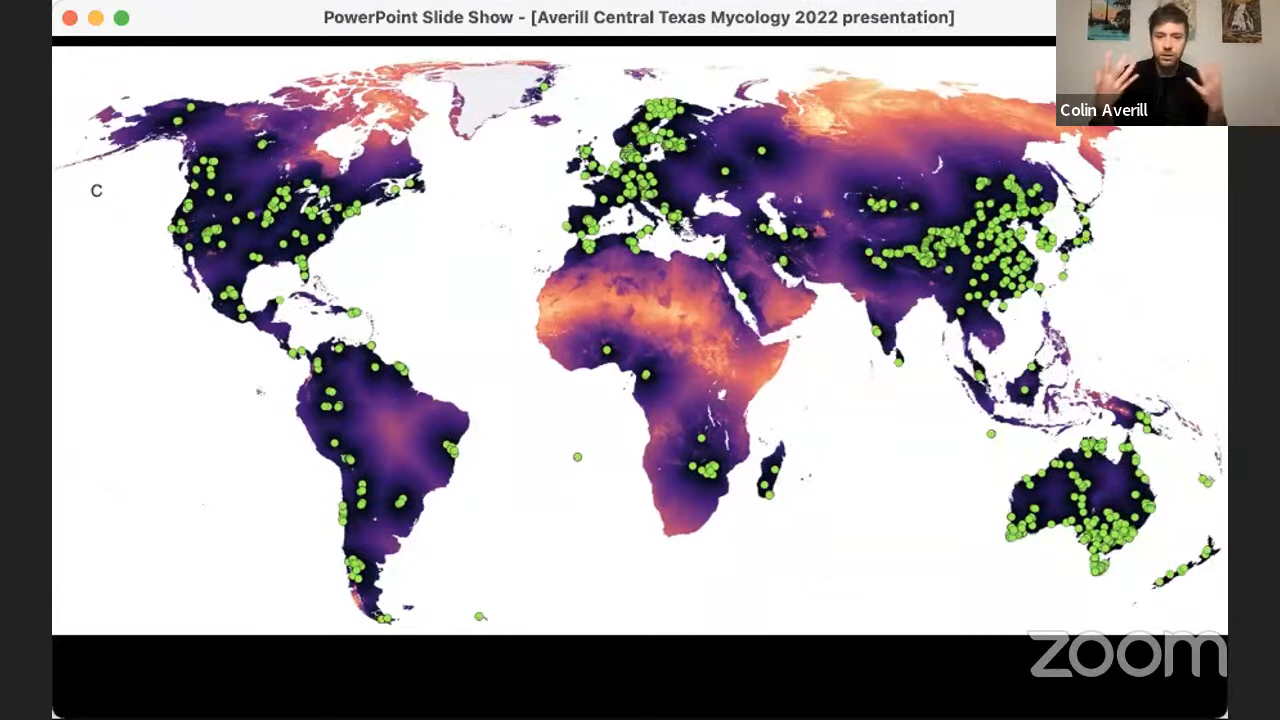 PowerPoint Slide Show - [Averill Central Texas Mycology 2022 presentation]
Colin Averill
C
zoom